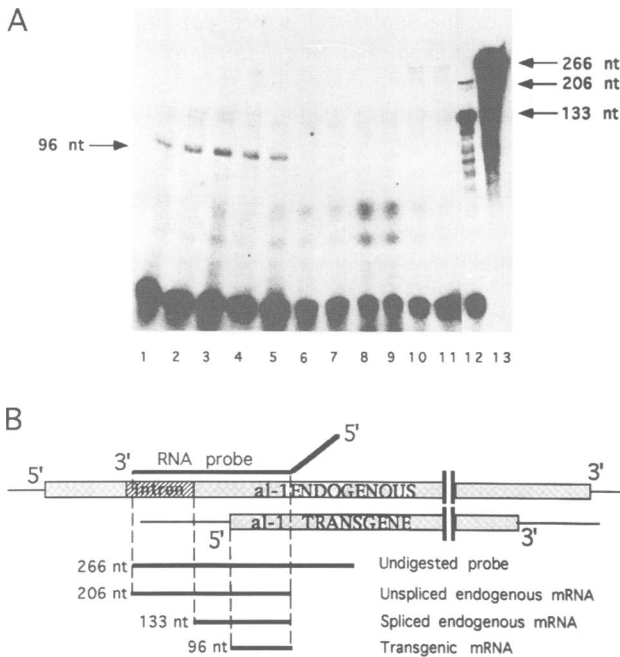 A
266 nt
206 nt
133 nt
96 nt
1 2 3 4 5 6 7 8 9 10 11 12 13
B
5'
3' RNA probe
5' intron al-1 ENDOGENOUS 3'
5' al-1 TRANSGENE 3'
266 nt Undigested probe
206 nt Unspliced endogenous mRNA
133 nt Spliced endogenous mRNA
96 nt Transgenic mRNA